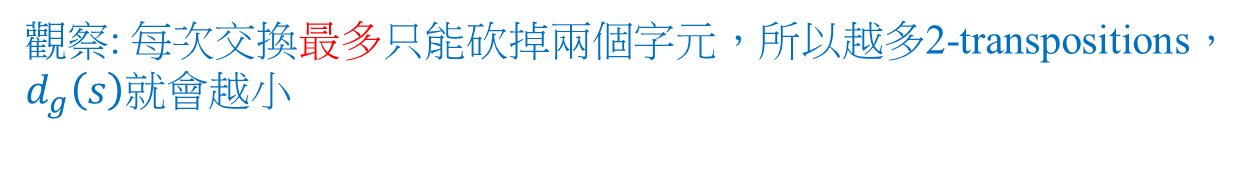 觀察: 每次交換最多只能砍掉兩個字元，所以越多2-transpositions，
𝑑𝑔(𝑠)就會越小